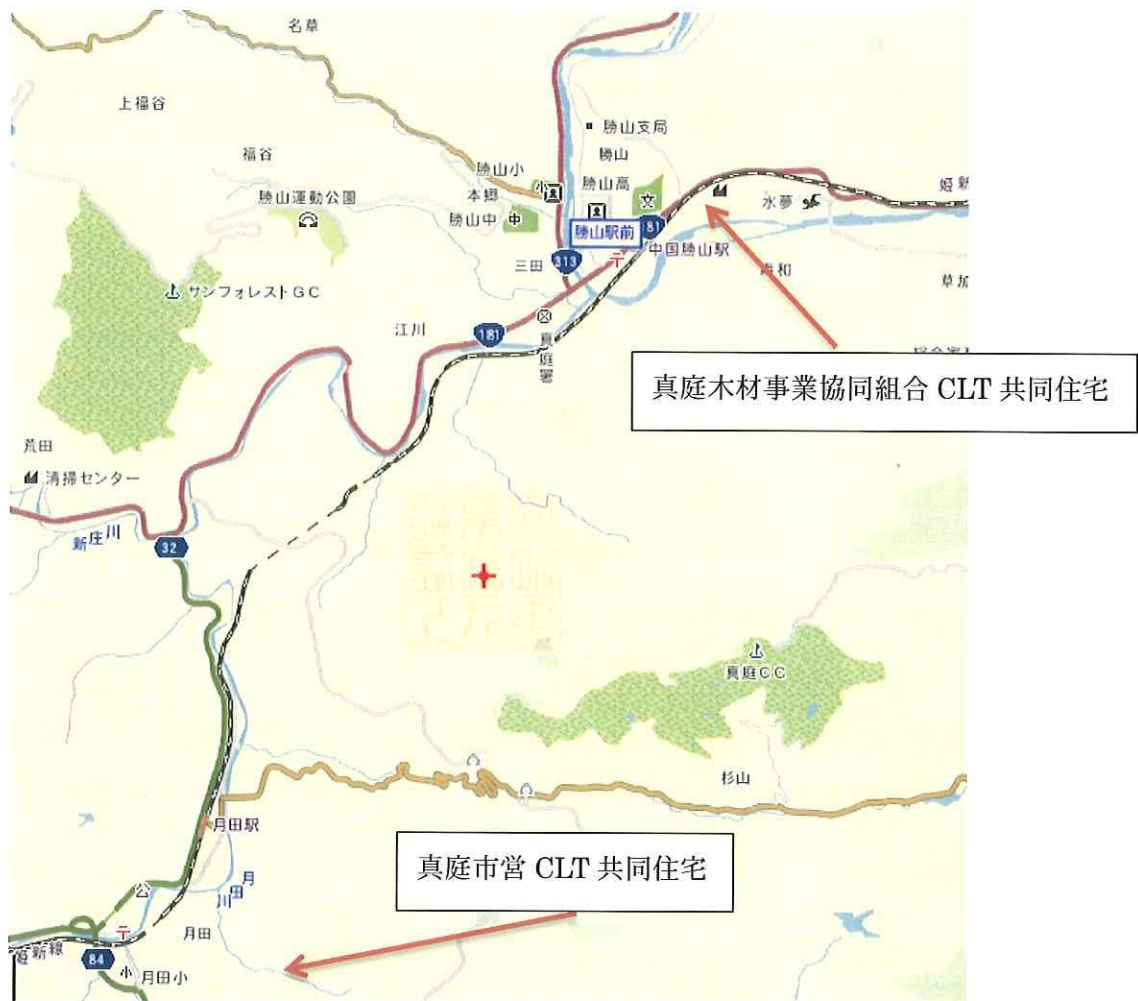 名草
上福谷
勝山支局
勝山
福谷
勝山小
小
本郷
勝山高
文
姫新
勝山運動公園
勝山中
中
勝山駅前
181
水夢
中国勝山駅
三田
313
〒
草加
サンフォレストGC
江川
181
真庭署
真庭木材事業協同組合 CLT 共同住宅
荒田
清掃センター
新庄川
32
真庭CC
杉山
月田駅
真庭市営 CLT 共同住宅
月田川
公
〒
月田
姫新線
84
小
月田小